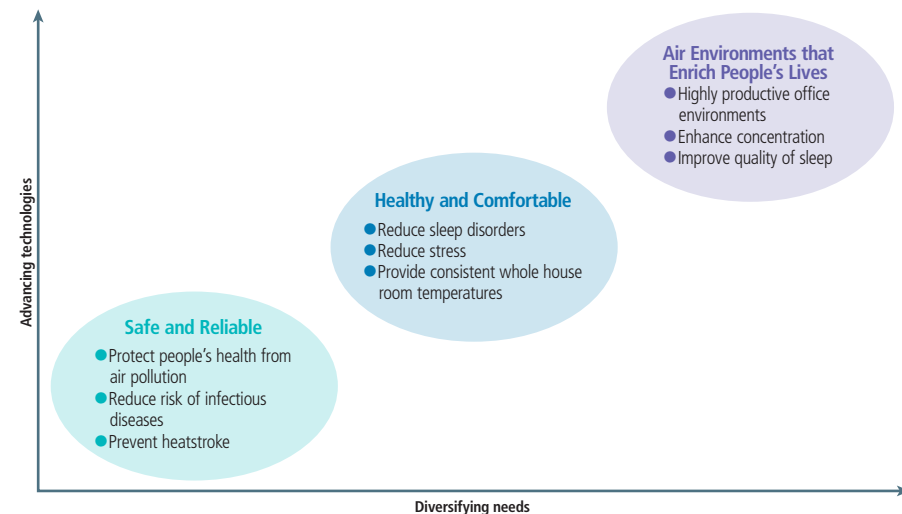 Air Environments that
Enrich People's Lives
●Highly productive office
environments
●Enhance concentration
●Improve quality of sleep
Healthy and Comfortable
●Reduce sleep disorders
●Reduce stress
●Provide consistent whole house
room temperatures
Safe and Reliable
●Protect people's health from
air pollution
●Reduce risk of infectious
diseases
●Prevent heatstroke
Advancing technologies
Diversifying needs